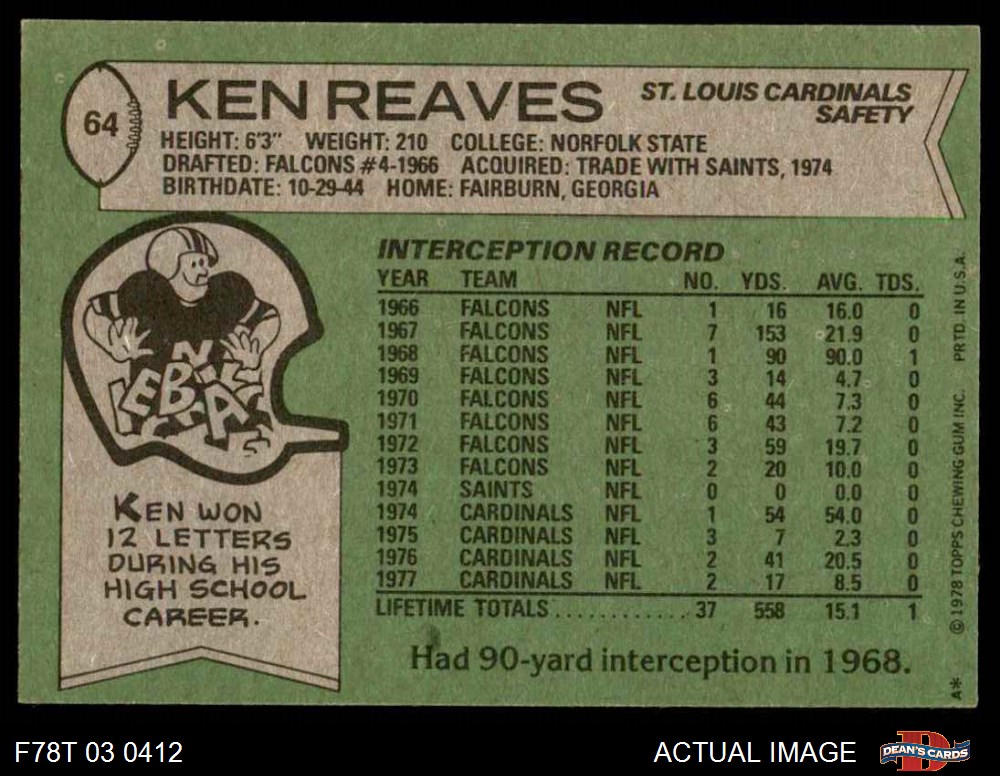 64
KEN REAVES
ST. LOUIS CARDINALS
SAFETY
HEIGHT: 6'3" WEIGHT: 210 COLLEGE: NORFOLK STATE
DRAFTED: FALCONS #4-1966 ACQUIRED: TRADE WITH SAINTS, 1974
BIRTHDATE: 10-29-44 HOME: FAIRBURN, GEORGIA
INTERCEPTION RECORD
YEAR TEAM NO. YDS. AVG. TDS.
1966 FALCONS NFL 1 16 16.0 0
1967 FALCONS NFL 7 153 21.9 0
1968 FALCONS NFL 1 90 90.0 1
1969 FALCONS NFL 3 14 4.7 0
1970 FALCONS NFL 6 44 7.3 0
1971 FALCONS NFL 6 43 7.2 0
1972 FALCONS NFL 3 59 19.7 0
1973 FALCONS NFL 2 20 10.0 0
1974 SAINTS NFL 0 0 0.0 0
1974 CARDINALS NFL 1 54 54.0 0
1975 CARDINALS NFL 3 7 2.3 0
1976 CARDINALS NFL 2 41 20.5 0
1977 CARDINALS NFL 2 17 8.5 0
LIFETIME TOTALS............ 37 558 15.1 1
Had 90-yard interception in 1968.
KEN WON
12 LETTERS
DURING HIS
HIGH SCHOOL
CAREER.
© 1978 TOPPS CHEWING GUM INC. PRTD. IN U.S.A.
A*
F78T 03 0412
ACTUAL IMAGE
D
DEAN'S CARDS